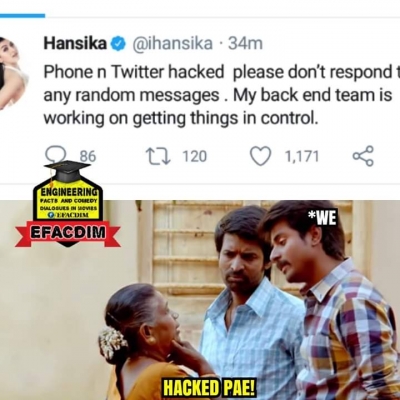 Hansika @ihansika · 34m
Phone n Twitter hacked please don't respond t
any random messages . My back end team is
working on getting things in control.
86 120 1,171
ENGINEERING
FACTS AND COMEDY
DIALOGUES IN MOVIES
/EFACDIM
EFACDIM
*WE
HACKED PAE!